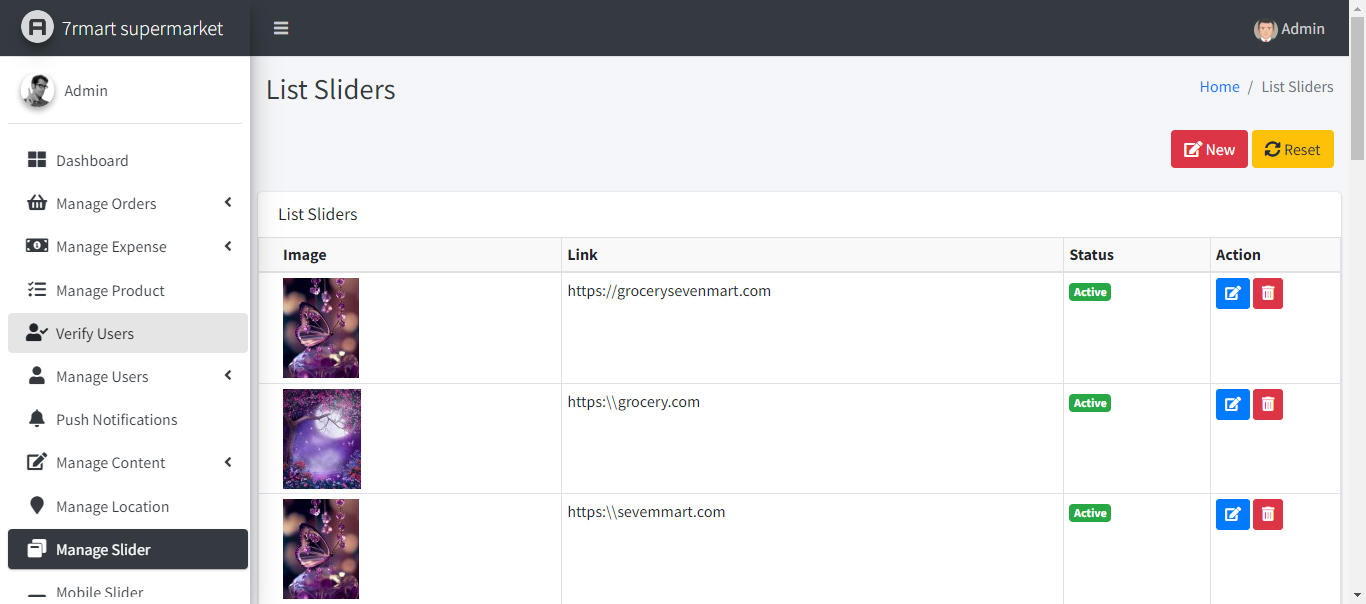 7rmart supermarket
Admin
Admin
List Sliders
Home / List Sliders
New
Reset
Dashboard
Manage Orders
Manage Expense
Manage Product
Verify Users
Manage Users
Push Notifications
Manage Content
Manage Location
Manage Slider
Mobile Slider
List Sliders
Image Link Status Action
https://grocerysevenmart.com Active
https:\\grocery.com Active
https:\\sevemmart.com Active